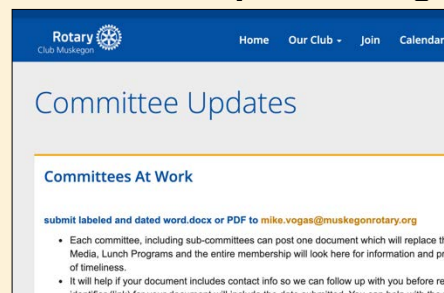 Rotary
Club Muskegon
Home Our Club Join Calendar
Committee Updates
Committees At Work
submit labeled and dated word.docx or PDF to mike.vogas@muskegonrotary.org
• Each committee, including sub-committees can post one document which will replace
Media, Lunch Programs and the entire membership will look here for information and
of timeliness.
• It will help if your document includes contact info so we can follow up with you before